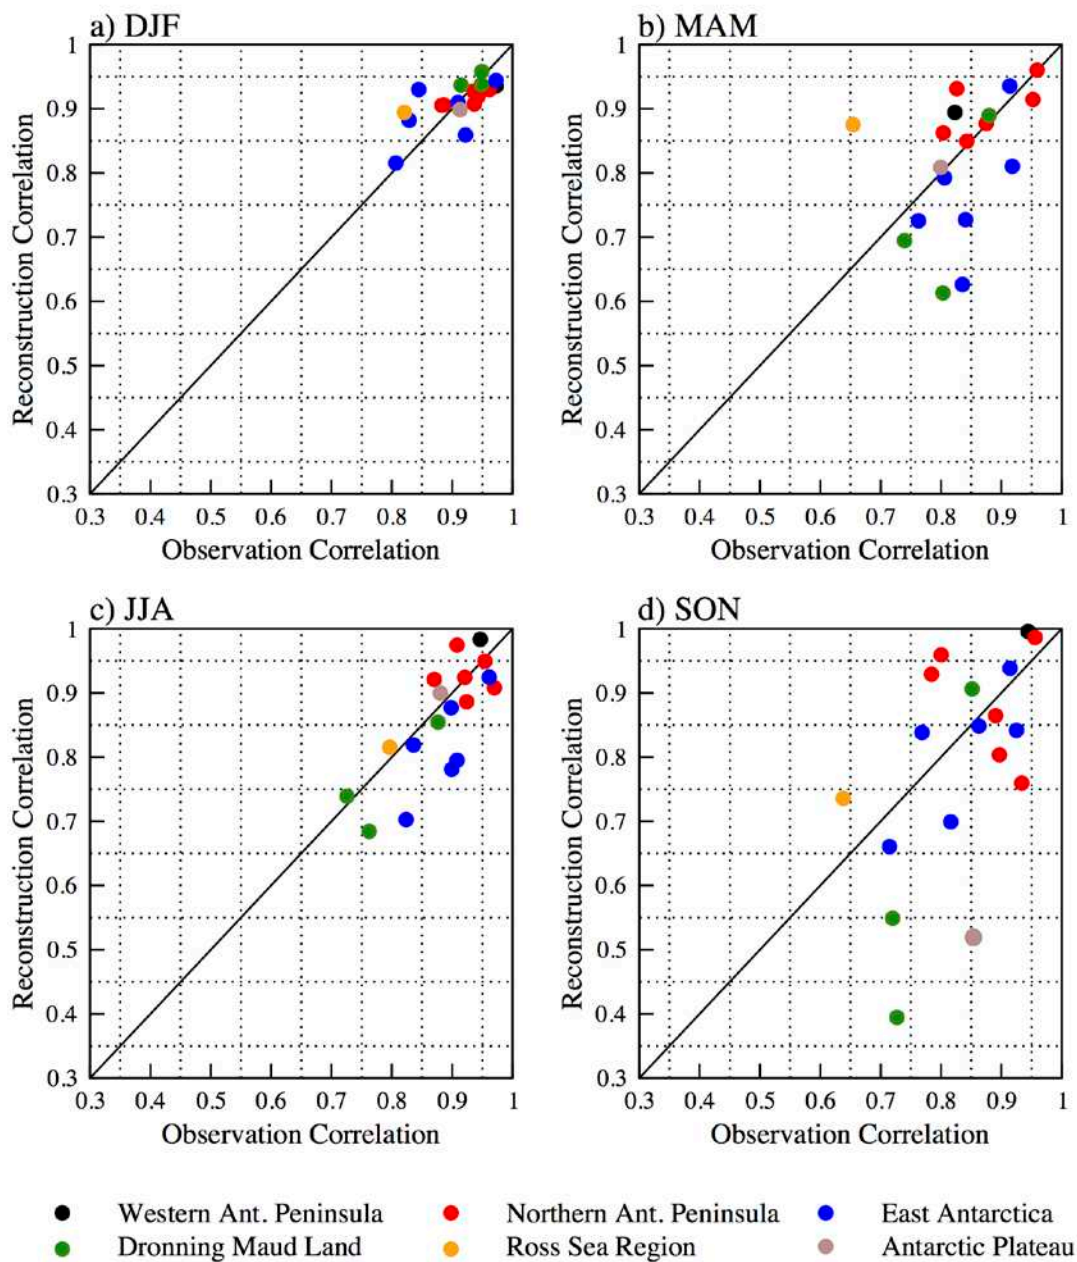 a) DJF
b) MAM
1
0.9
0.8
0.7
0.6
0.5
0.4
0.3
Reconstruction Correlation
0.3 0.4 0.5 0.6 0.7 0.8 0.9 1
Observation Correlation
1
0.9
0.8
0.7
0.6
0.5
0.4
0.3
Reconstruction Correlation
0.3 0.4 0.5 0.6 0.7 0.8 0.9 1
Observation Correlation
c) JJA
d) SON
1
0.9
0.8
0.7
0.6
0.5
0.4
0.3
Reconstruction Correlation
0.3 0.4 0.5 0.6 0.7 0.8 0.9 1
Observation Correlation
1
0.9
0.8
0.7
0.6
0.5
0.4
0.3
Reconstruction Correlation
0.3 0.4 0.5 0.6 0.7 0.8 0.9 1
Observation Correlation
Western Ant. Peninsula Northern Ant. Peninsula East Antarctica
Dronning Maud Land Ross Sea Region Antarctic Plateau